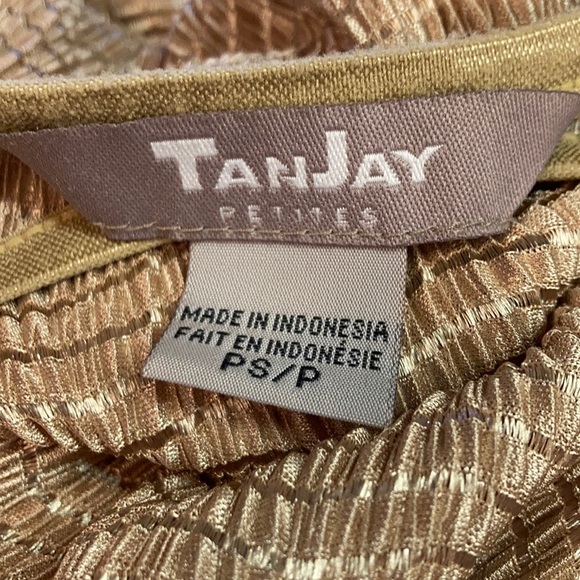 TANJAY
PETITES
MADE IN INDONESIA
FAIT EN INDONÉSIE
PS/P